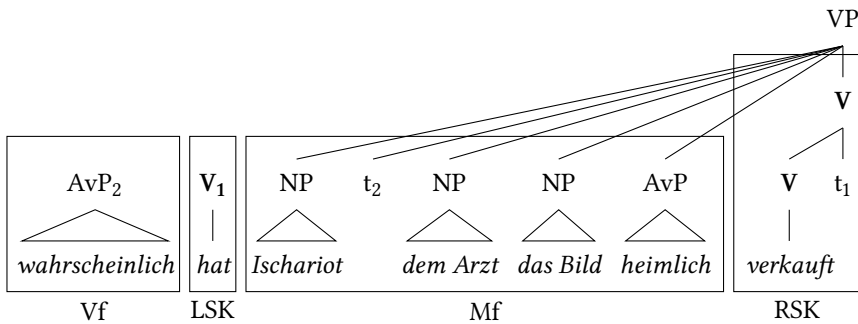 VP
V
AvP₂ V₁ NP t₂ NP NP AvP V t₁
wahrscheinlich hat Ischariot dem Arzt das Bild heimlich verkauft
Vf LSK Mf RSK